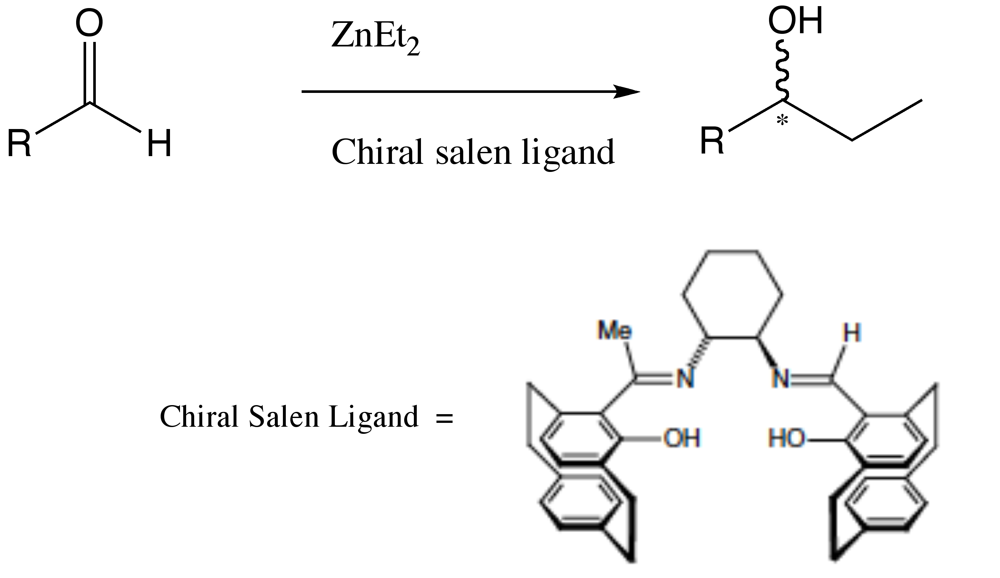 O
R
H
ZnEt2
Chiral salen ligand
OH
R
*
Me
H
N
N
Chiral Salen Ligand =
OH
HO